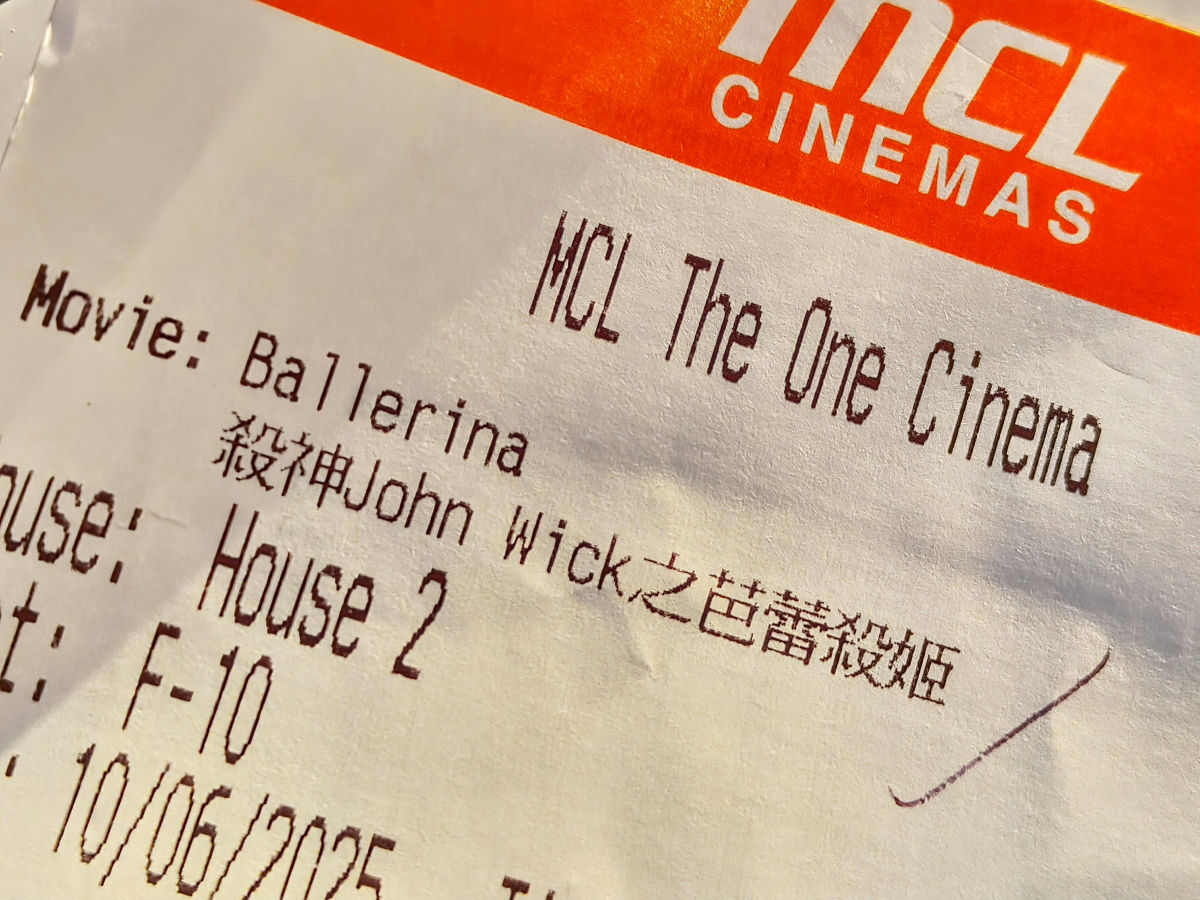 mCL
CINEMAS
MCL The One Cinema
Movie: Ballerina
殺神John Wick之芭蕾殺姬
House 2
F-10
10/06/2025